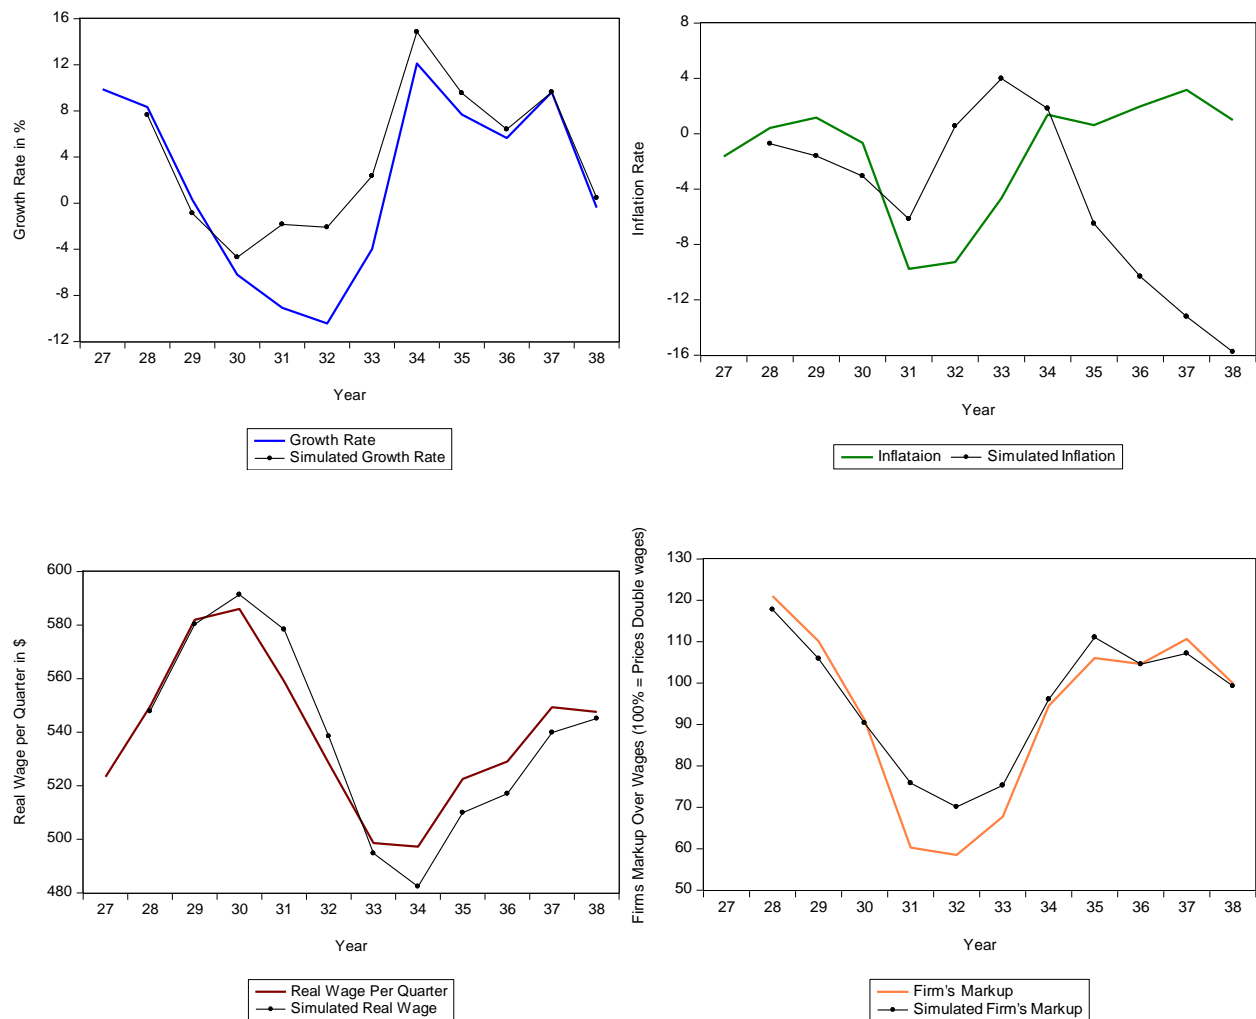 Growth Rate in %
16
12
8
4
0
-4
-8
-12
27 28 29 30 31 32 33 34 35 36 37 38
Year
Growth Rate
Simulated Growth Rate
Inflation Rate
8
4
0
-4
-8
-12
-16
27 28 29 30 31 32 33 34 35 36 37 38
Year
Inflataion Simulated Inflation
Real Wage per Quarter in $
600
580
560
540
520
500
480
27 28 29 30 31 32 33 34 35 36 37 38
Year
Real Wage Per Quarter
Simulated Real Wage
Firms Markup Over Wages (100% = Prices Double wages)
130
120
110
100
90
80
70
60
50
27 28 29 30 31 32 33 34 35 36 37 38
Year
Firm's Markup
Simulated Firm's Markup